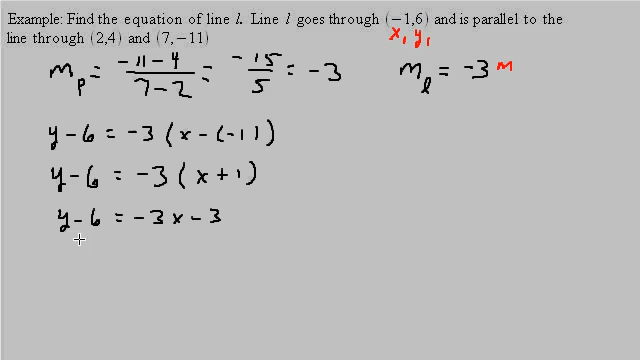 Example: Find the equation of line l. Line l goes through (−1,6) and is parallel to the
line through (2,4) and (7,−11)
x₁ y₁
m_p = (-11-4)/(7-2) = -15/5 = -3
m_l = -3 m
y-6 = -3 (x-(-1))
y-6 = -3 (x+1)
y-6 = -3x-3